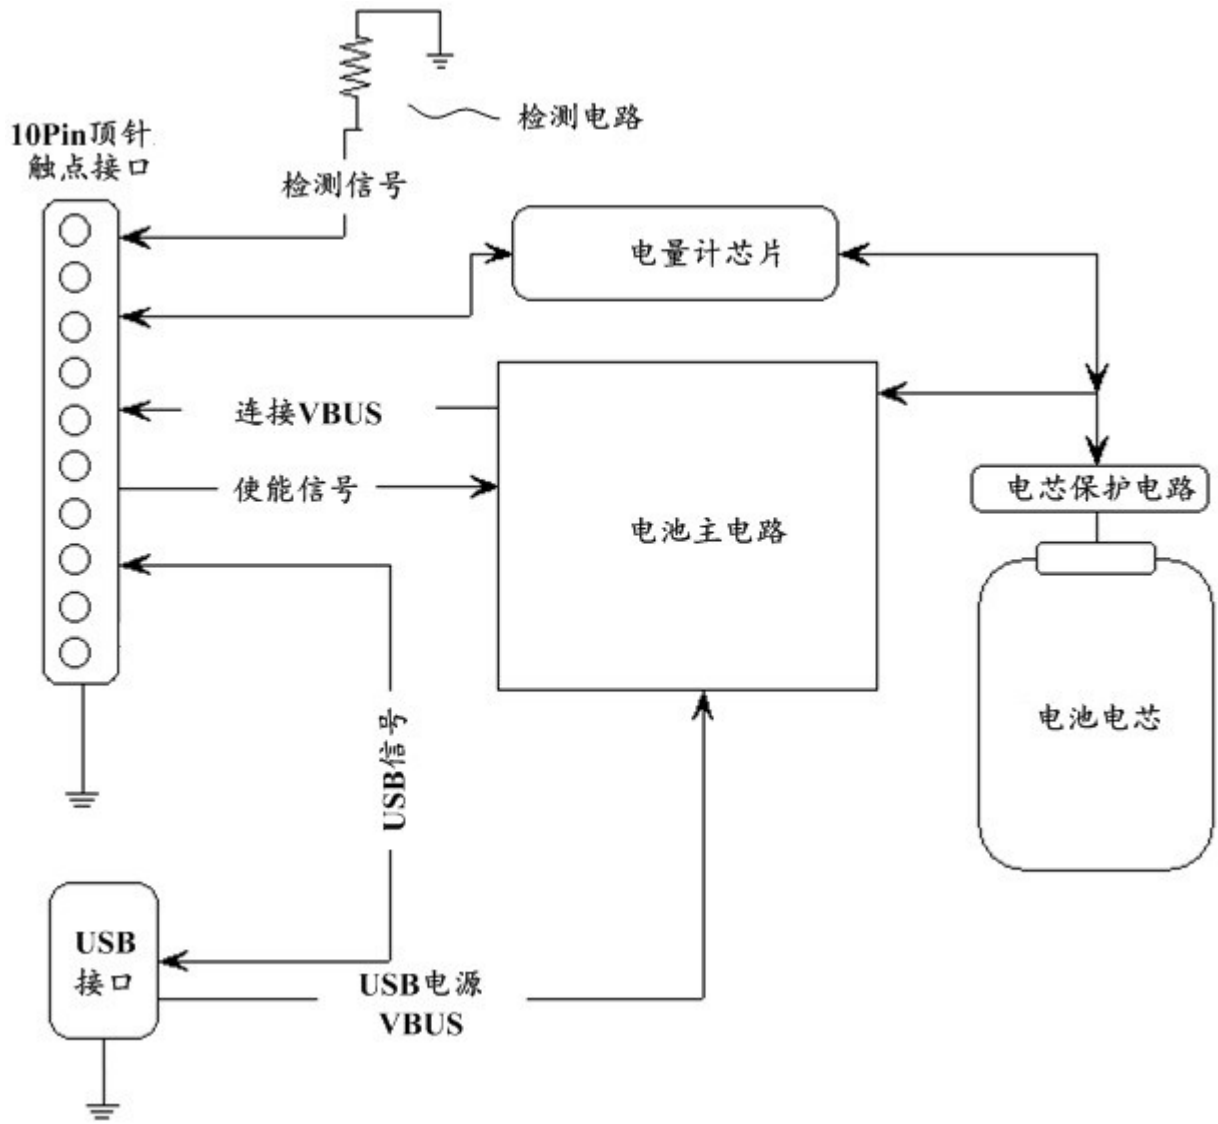 检测电路
10Pin顶针
触点接口
检测信号
电量计芯片
连接VBUS
使能信号
电池主电路
电芯保护电路
电池电芯
USB信号
USB
接口
USB电源
VBUS